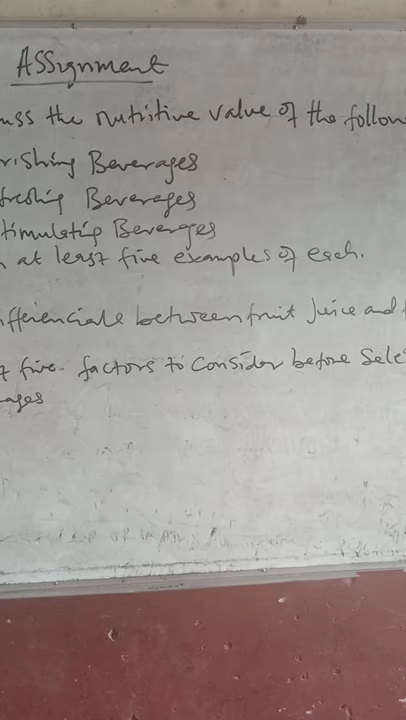 Assignment
uss the nutritive value of the follow
rishing Beverages
freshing Beverages
timulating Beverages
at least five examples of each.
ifferenciate between fruit Juice and
five factors to Consider before Sele
ages